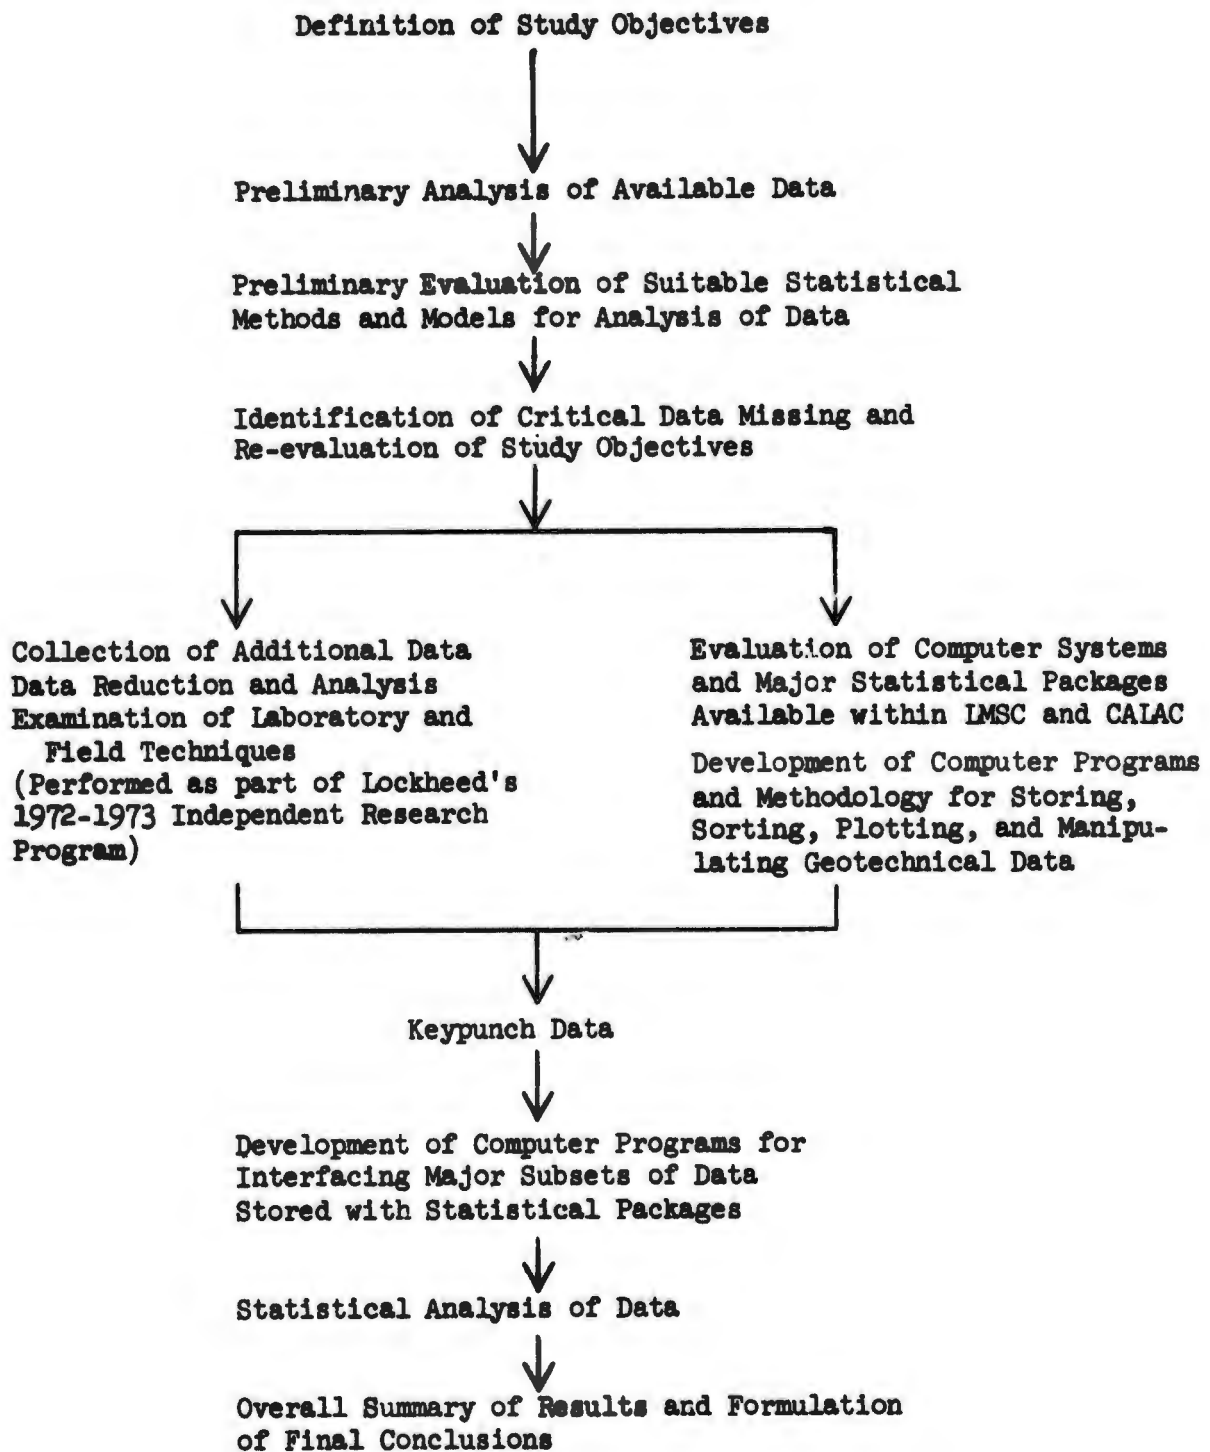 Definition of Study Objectives
Preliminary Analysis of Available Data
Preliminary Evaluation of Suitable Statistical
Methods and Models for Analysis of Data
Identification of Critical Data Missing and
Re-evaluation of Study Objectives
Collection of Additional Data
Data Reduction and Analysis
Examination of Laboratory and
Field Techniques
(Performed as part of Lockheed's
1972-1973 Independent Research
Program)
Evaluation of Computer Systems
and Major Statistical Packages
Available within LMSC and CALAC
Development of Computer Programs
and Methodology for Storing,
Sorting, Plotting, and Manipu-
lating Geotechnical Data
Keypunch Data
Development of Computer Programs for
Interfacing Major Subsets of Data
Stored with Statistical Packages
Statistical Analysis of Data
Overall Summary of Results and Formulation
of Final Conclusions